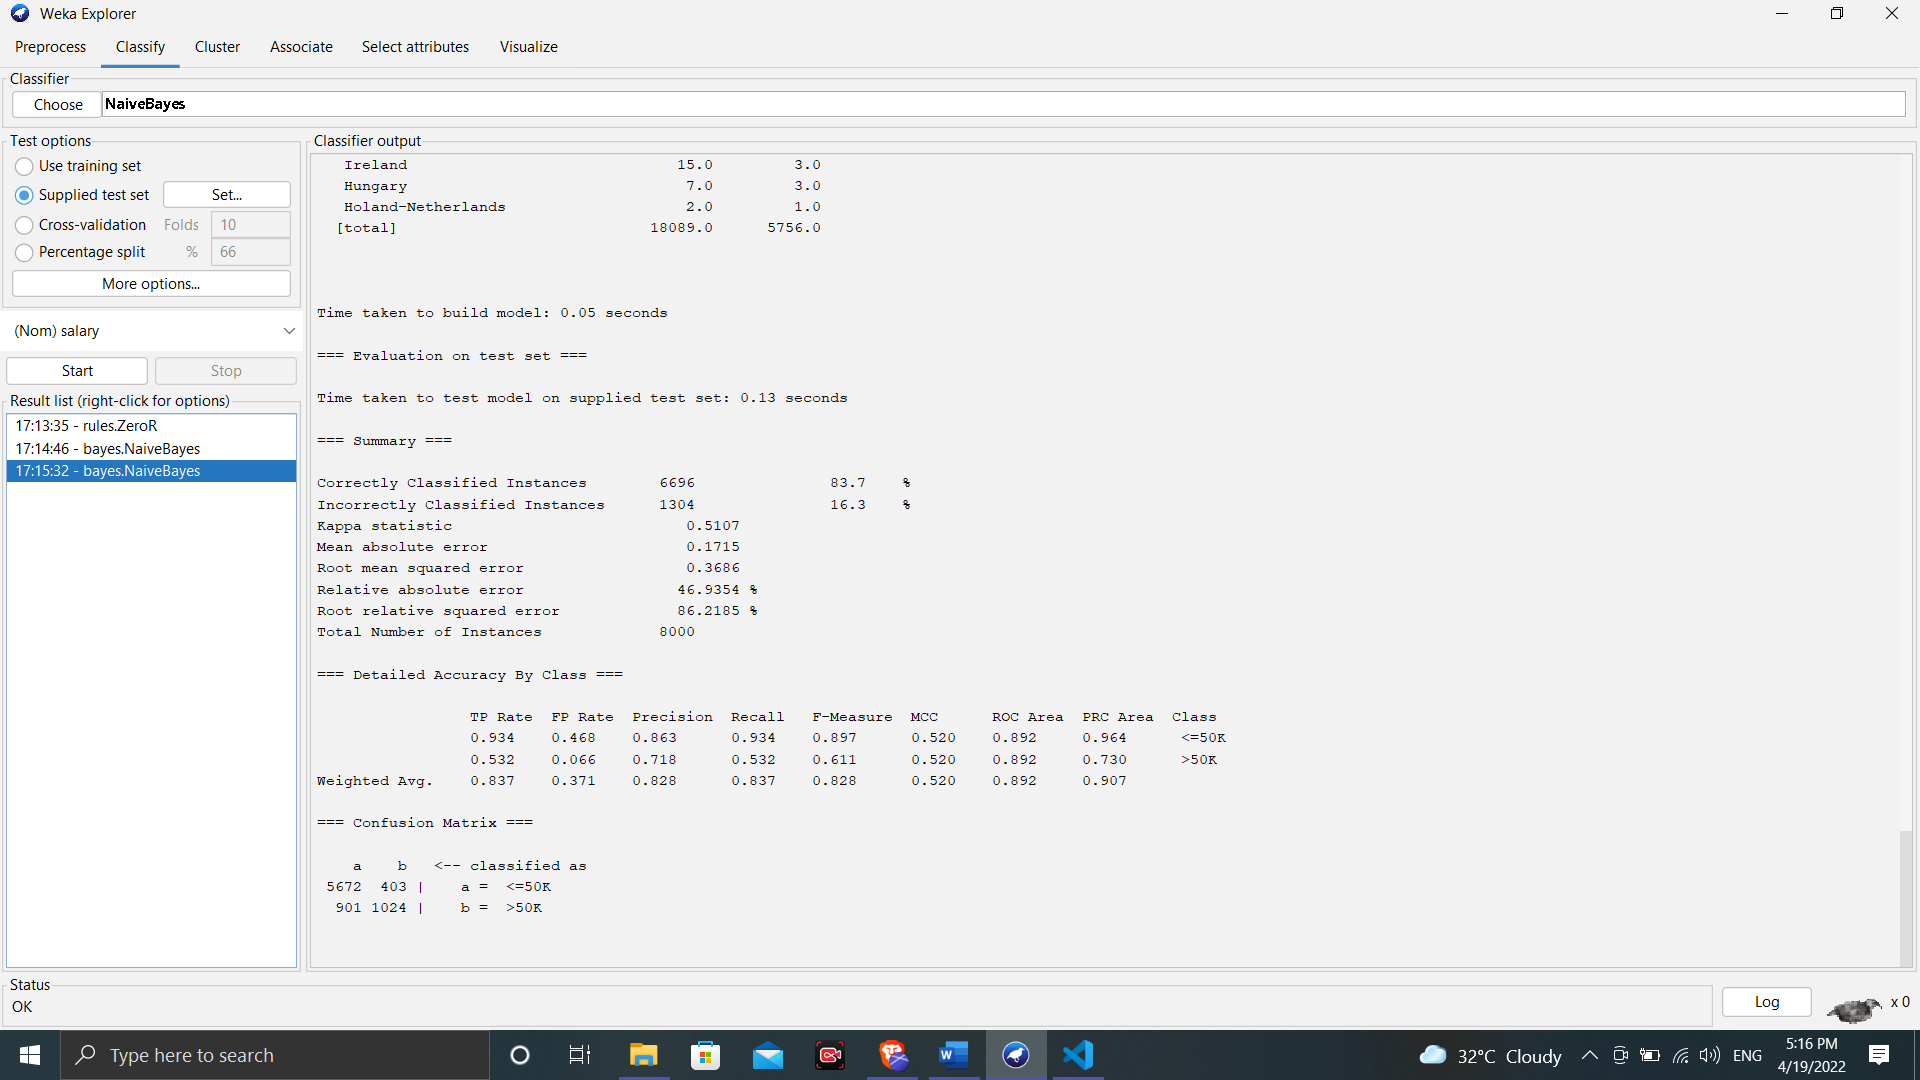 Weka Explorer
Preprocess Classify Cluster Associate Select attributes Visualize
Classifier
Choose NaiveBayes
Test options
Use training set
Supplied test set Set...
Cross-validation Folds 10
Percentage split % 66
More options...
(Nom) salary
Start Stop
Result list (right-click for options)
17:13:35 - rules.ZeroR
17:14:46 - bayes.NaiveBayes
17:15:32 - bayes.NaiveBayes
Classifier output
Ireland 15.0 3.0
Hungary 7.0 3.0
Holand-Netherlands 2.0 1.0
[total] 18089.0 5756.0
Time taken to build model: 0.05 seconds
=== Evaluation on test set ===
Time taken to test model on supplied test set: 0.13 seconds
=== Summary ===
Correctly Classified Instances 6696 83.7 %
Incorrectly Classified Instances 1304 16.3 %
Kappa statistic 0.5107
Mean absolute error 0.1715
Root mean squared error 0.3686
Relative absolute error 46.9354 %
Root relative squared error 86.2185 %
Total Number of Instances 8000
=== Detailed Accuracy By Class ===
TP Rate FP Rate Precision Recall F-Measure MCC ROC Area PRC Area Class
0.934 0.468 0.863 0.934 0.897 0.520 0.892 0.964 <=50K
0.532 0.066 0.718 0.532 0.611 0.520 0.892 0.730 >50K
Weighted Avg. 0.837 0.371 0.828 0.837 0.828 0.520 0.892 0.907
=== Confusion Matrix ===
a b <-- classified as
5672 403 | a = <=50K
901 1024 | b = >50K
Status
OK
Log
x 0
Type here to search
32°C Cloudy
ENG
5:16 PM
4/19/2022